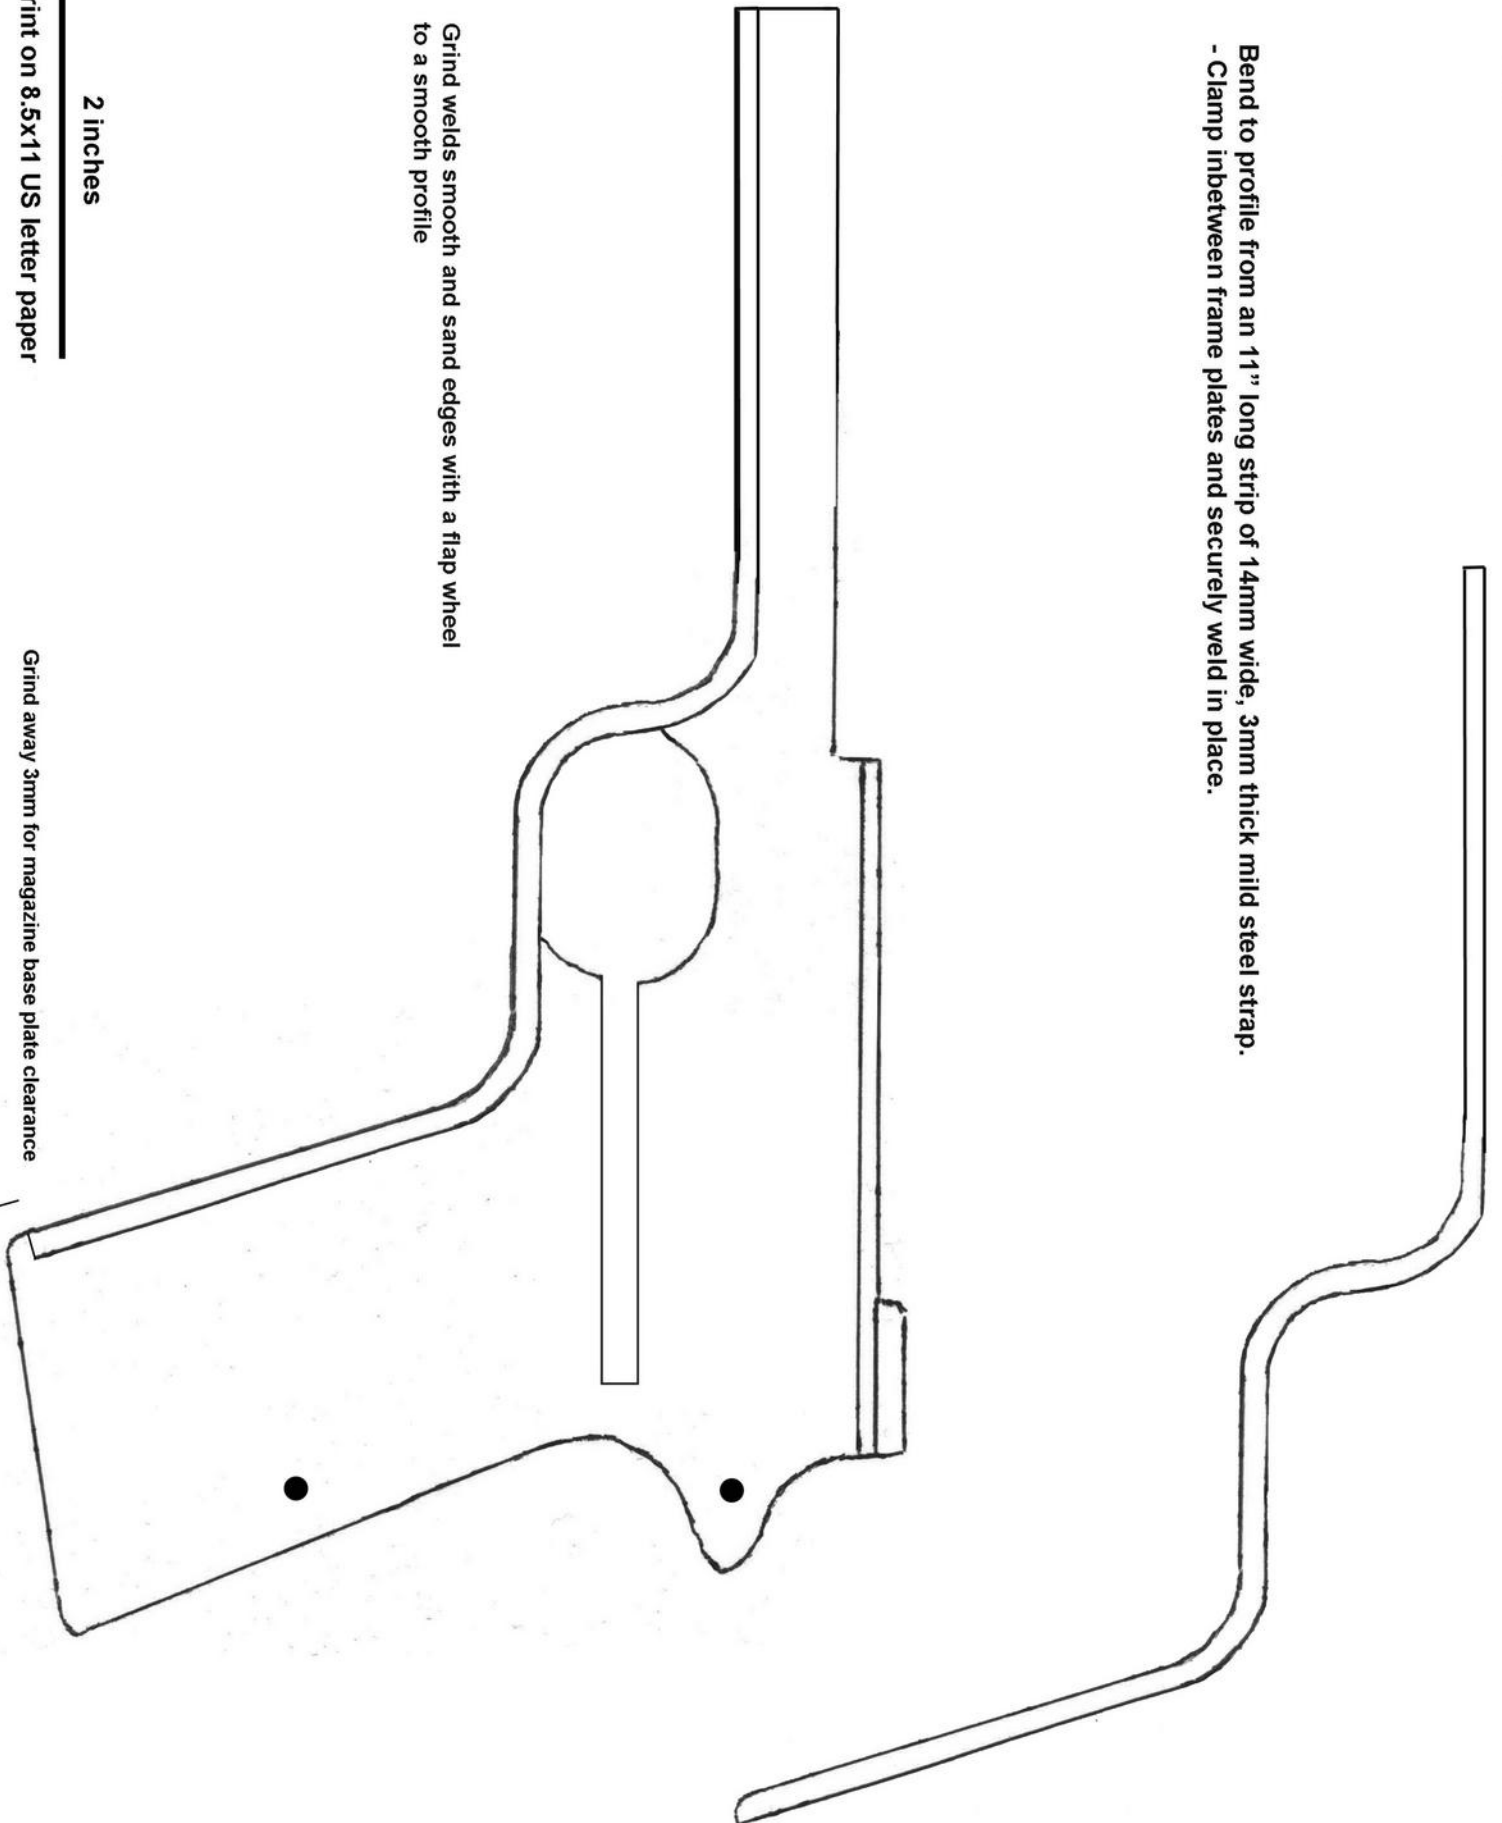 Bend to profile from an 11” long strip of 14mm wide, 3mm thick mild steel strap.
- Clamp inbetween frame plates and securely weld in place.
Grind welds smooth and sand edges with a flap wheel
to a smooth profile
2 inches
rint on 8.5x11 US letter paper
Grind away 3mm for magazine base plate clearance